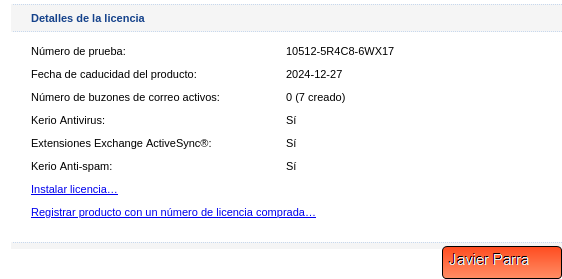 Detalles de la licencia
Número de prueba: 10512-5R4C8-6WX17
Fecha de caducidad del producto: 2024-12-27
Número de buzones de correo activos: 0 (7 creado)
Kerio Antivirus: Sí
Extensiones Exchange ActiveSync®: Sí
Kerio Anti-spam: Sí
Instalar licencia…
Registrar producto con un número de licencia comprada…
Javier Parra